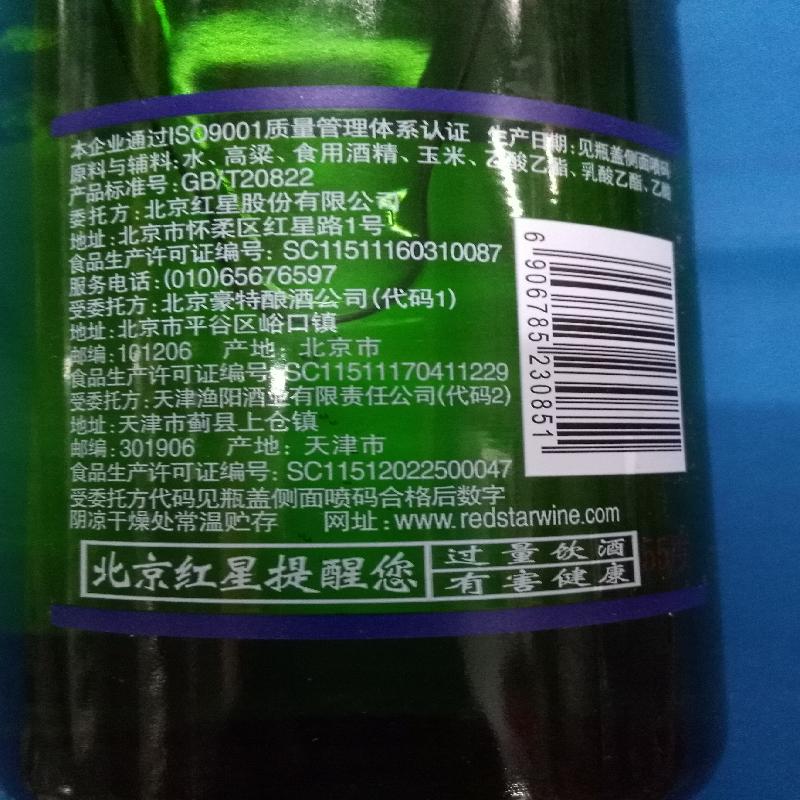 本企业通过ISO9001质量管理体系认证 生产日期:见瓶盖侧面喷码
原料与辅料:水、高粱、食用酒精、玉米、乙酸乙酯、乳酸乙酯、乙酸
产品标准号:GB/T20822
委托方:北京红星股份有限公司
地址:北京市怀柔区红星路1号
食品生产许可证编号: SC11511160310087
服务电话:(010)65676597
受委托方:北京豪特酿酒公司(代码1)
地址:北京市平谷区峪口镇
邮编:101206 产地: 北京市
食品生产许可证编号: SC11511170411229
受委托方:天津渔阳酒业有限责任公司(代码2)
地址:天津市蓟县上仓镇
邮编:301906 产地: 天津市
食品生产许可证编号: SC11512022500047
受委托方代码见瓶盖侧面喷码合格后数字
阴凉干燥处常温贮存 网址:www.redstarwine.com
北京红星提醒您
过量饮酒
有害健康
6 906785 230851